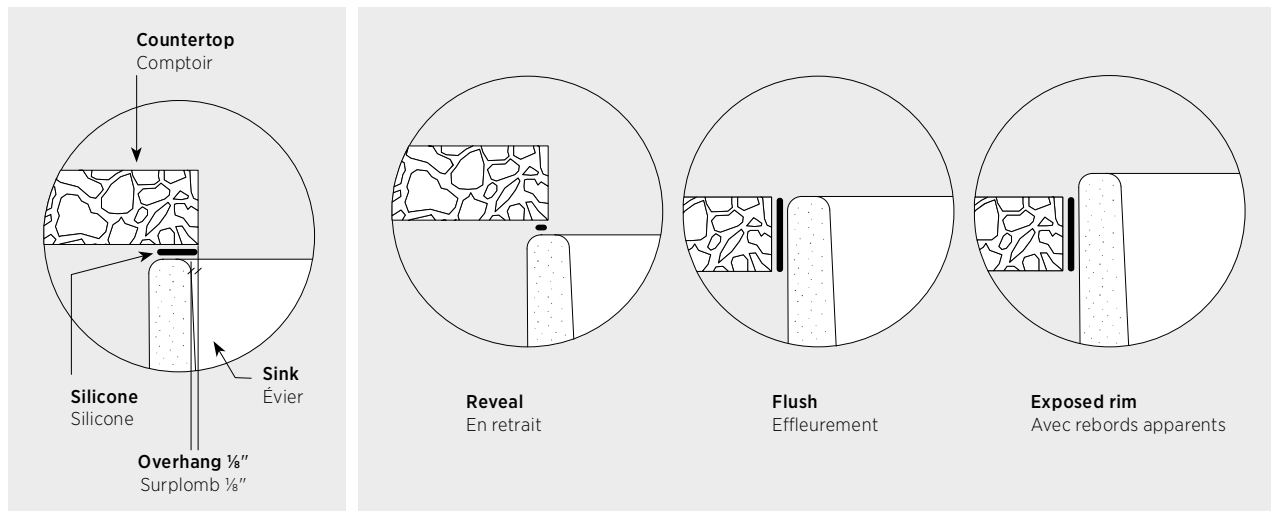 Countertop
Comptoir
Silicone
Silicone
Sink
Évier
Overhang ⅛"
Surplomb ⅛"
Reveal
En retrait
Flush
Effleurement
Exposed rim
Avec rebords apparents